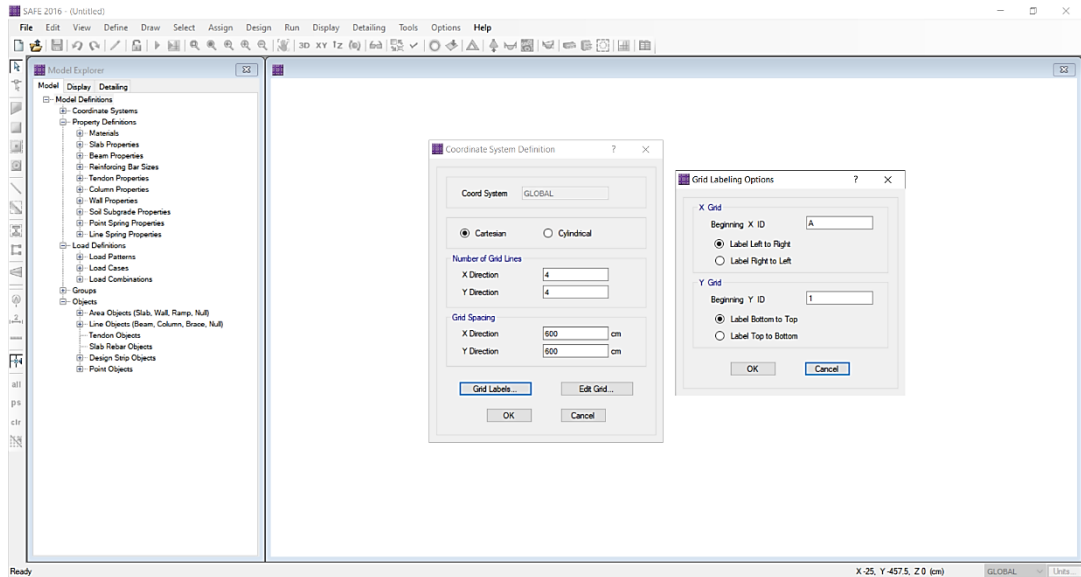 SAFE 2016 - (Untitled)
File Edit View Define Draw Select Assign Design Run Display Detailing Tools Options Help
3D XY
Model Explorer
Model Display Detailing
Model Definitions
Coordinate Systems
Property Definitions
Materials
Slab Properties
Beam Properties
Reinforcing Bar Sizes
Tendon Properties
Column Properties
Wall Properties
Soil Subgrade Properties
Point Spring Properties
Line Spring Properties
Load Definitions
Load Patterns
Load Cases
Load Combinations
Groups
Objects
Area Objects (Slab, Wall, Ramp, Null)
Line Objects (Beam, Column, Brace, Null)
Tendon Objects
Slab Rebar Objects
Design Strip Objects
Point Objects
all
ps
clr
Coordinate System Definition ?
Coord System GLOBAL
Cartesian Cylindrical
Number of Grid Lines
X Direction 4
Y Direction 4
Grid Spacing
X Direction 600 cm
Y Direction 600 cm
Grid Labels... Edit Grid...
OK Cancel
Grid Labeling Options ?
X Grid
Beginning X ID A
Label Left to Right
Label Right to Left
Y Grid
Beginning Y ID 1
Label Bottom to Top
Label Top to Bottom
OK Cancel
Ready
X -25, Y -457.5, Z 0 (cm) GLOBAL Units...